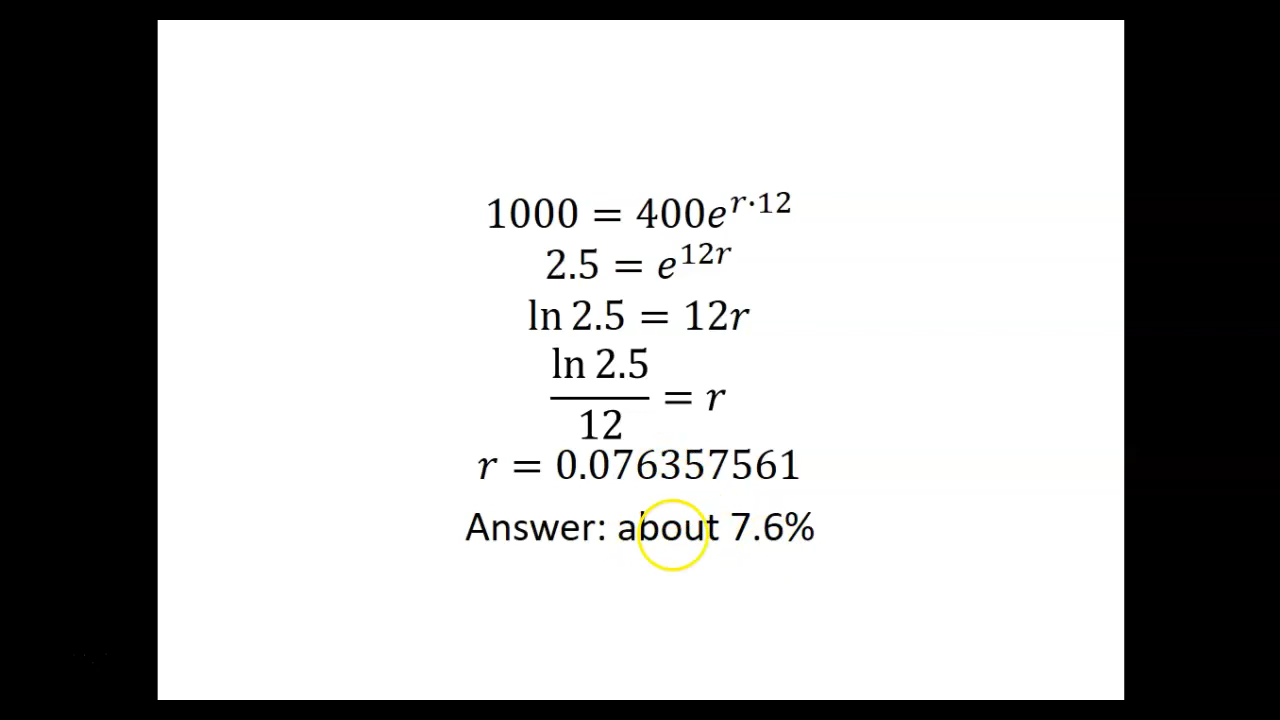 1000 = 400e^{r·12}
2.5 = e^{12r}
ln 2.5 = 12r
ln 2.5
12
= r
r = 0.076357561
Answer: about 7.6%